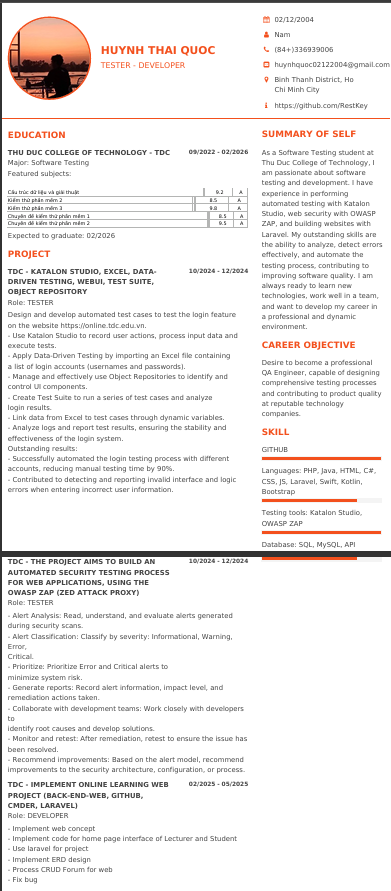 HUYNH THAI QUOC
TESTER - DEVELOPER
02/12/2004
Nam
(84+)336939006
huynhquoc02122004@gmail.com
Binh Thanh District, Ho
Chi Minh City
https://github.com/RestKey
EDUCATION
THU DUC COLLEGE OF TECHNOLOGY - TDC 09/2022 - 02/2026
Major: Software Testing
Featured subjects:
Cấu trúc dữ liệu và giải thuật 9.2 A
Kiểm thử phần mềm 2 8.5 A
Kiểm thử phần mềm 3 9.8 A
Chuyên đề kiểm thử phần mềm 1 8.5 A
Chuyên đề kiểm thử phần mềm 2 9.5 A
Expected to graduate: 02/2026
PROJECT
TDC - KATALON STUDIO, EXCEL, DATA- 10/2024 - 12/2024
DRIVEN TESTING, WEBUI, TEST SUITE,
OBJECT REPOSITORY
Role: TESTER
Design and develop automated test cases to test the login feature
on the website https://online.tdc.edu.vn.
- Use Katalon Studio to record user actions, process input data and
execute tests.
- Apply Data-Driven Testing by importing an Excel file containing
a list of login accounts (usernames and passwords).
- Manage and effectively use Object Repositories to identify and
control UI components.
- Create Test Suite to run a series of test cases and analyze
login results.
- Link data from Excel to test cases through dynamic variables.
- Analyze logs and report test results, ensuring the stability and
effectiveness of the login system.
Outstanding results:
- Successfully automated the login testing process with different
accounts, reducing manual testing time by 90%.
- Contributed to detecting and reporting invalid interface and logic
errors when entering incorrect user information.
SUMMARY OF SELF
As a Software Testing student at
Thu Duc College of Technology, I
am passionate about software
testing and development. I have
experience in performing
automated testing with Katalon
Studio, web security with OWASP
ZAP, and building websites with
Laravel. My outstanding skills are
the ability to analyze, detect errors
effectively, and automate the
testing process, contributing to
improving software quality. I am
always ready to learn new
technologies, work well in a team,
and want to develop my career in
a professional and dynamic
environment.
CAREER OBJECTIVE
Desire to become a professional
QA Engineer, capable of designing
comprehensive testing processes
and contributing to product quality
at reputable technology
companies.
SKILL
GITHUB
Languages: PHP, Java, HTML, C#,
CSS, JS, Laravel, Swift, Kotlin,
Bootstrap
Testing tools: Katalon Studio,
OWASP ZAP
Database: SQL, MySQL, API
TDC - THE PROJECT AIMS TO BUILD AN 10/2024 - 12/2024
AUTOMATED SECURITY TESTING PROCESS
FOR WEB APPLICATIONS, USING THE
OWASP ZAP (ZED ATTACK PROXY)
Role: TESTER
- Alert Analysis: Read, understand, and evaluate alerts generated
during security scans.
- Alert Classification: Classify by severity: Informational, Warning,
Error,
Critical.
- Prioritize: Prioritize Error and Critical alerts to
minimize system risk.
- Generate reports: Record alert information, impact level, and
remediation actions taken.
- Collaborate with development teams: Work closely with developers
to
identify root causes and develop solutions.
- Monitor and retest: After remediation, retest to ensure the issue has
been resolved.
- Recommend improvements: Based on the alert model, recommend
improvements to the security architecture, configuration, or process.
TDC - IMPLEMENT ONLINE LEARNING WEB 02/2025 - 05/2025
PROJECT (BACK-END-WEB, GITHUB,
CMDER, LARAVEL)
Role: DEVELOPER
- Implement web concept
- Implement code for home page interface of Lecturer and Student
- Use laravel for project
- Implement ERD design
- Process CRUD Forum for web
- Fix bug